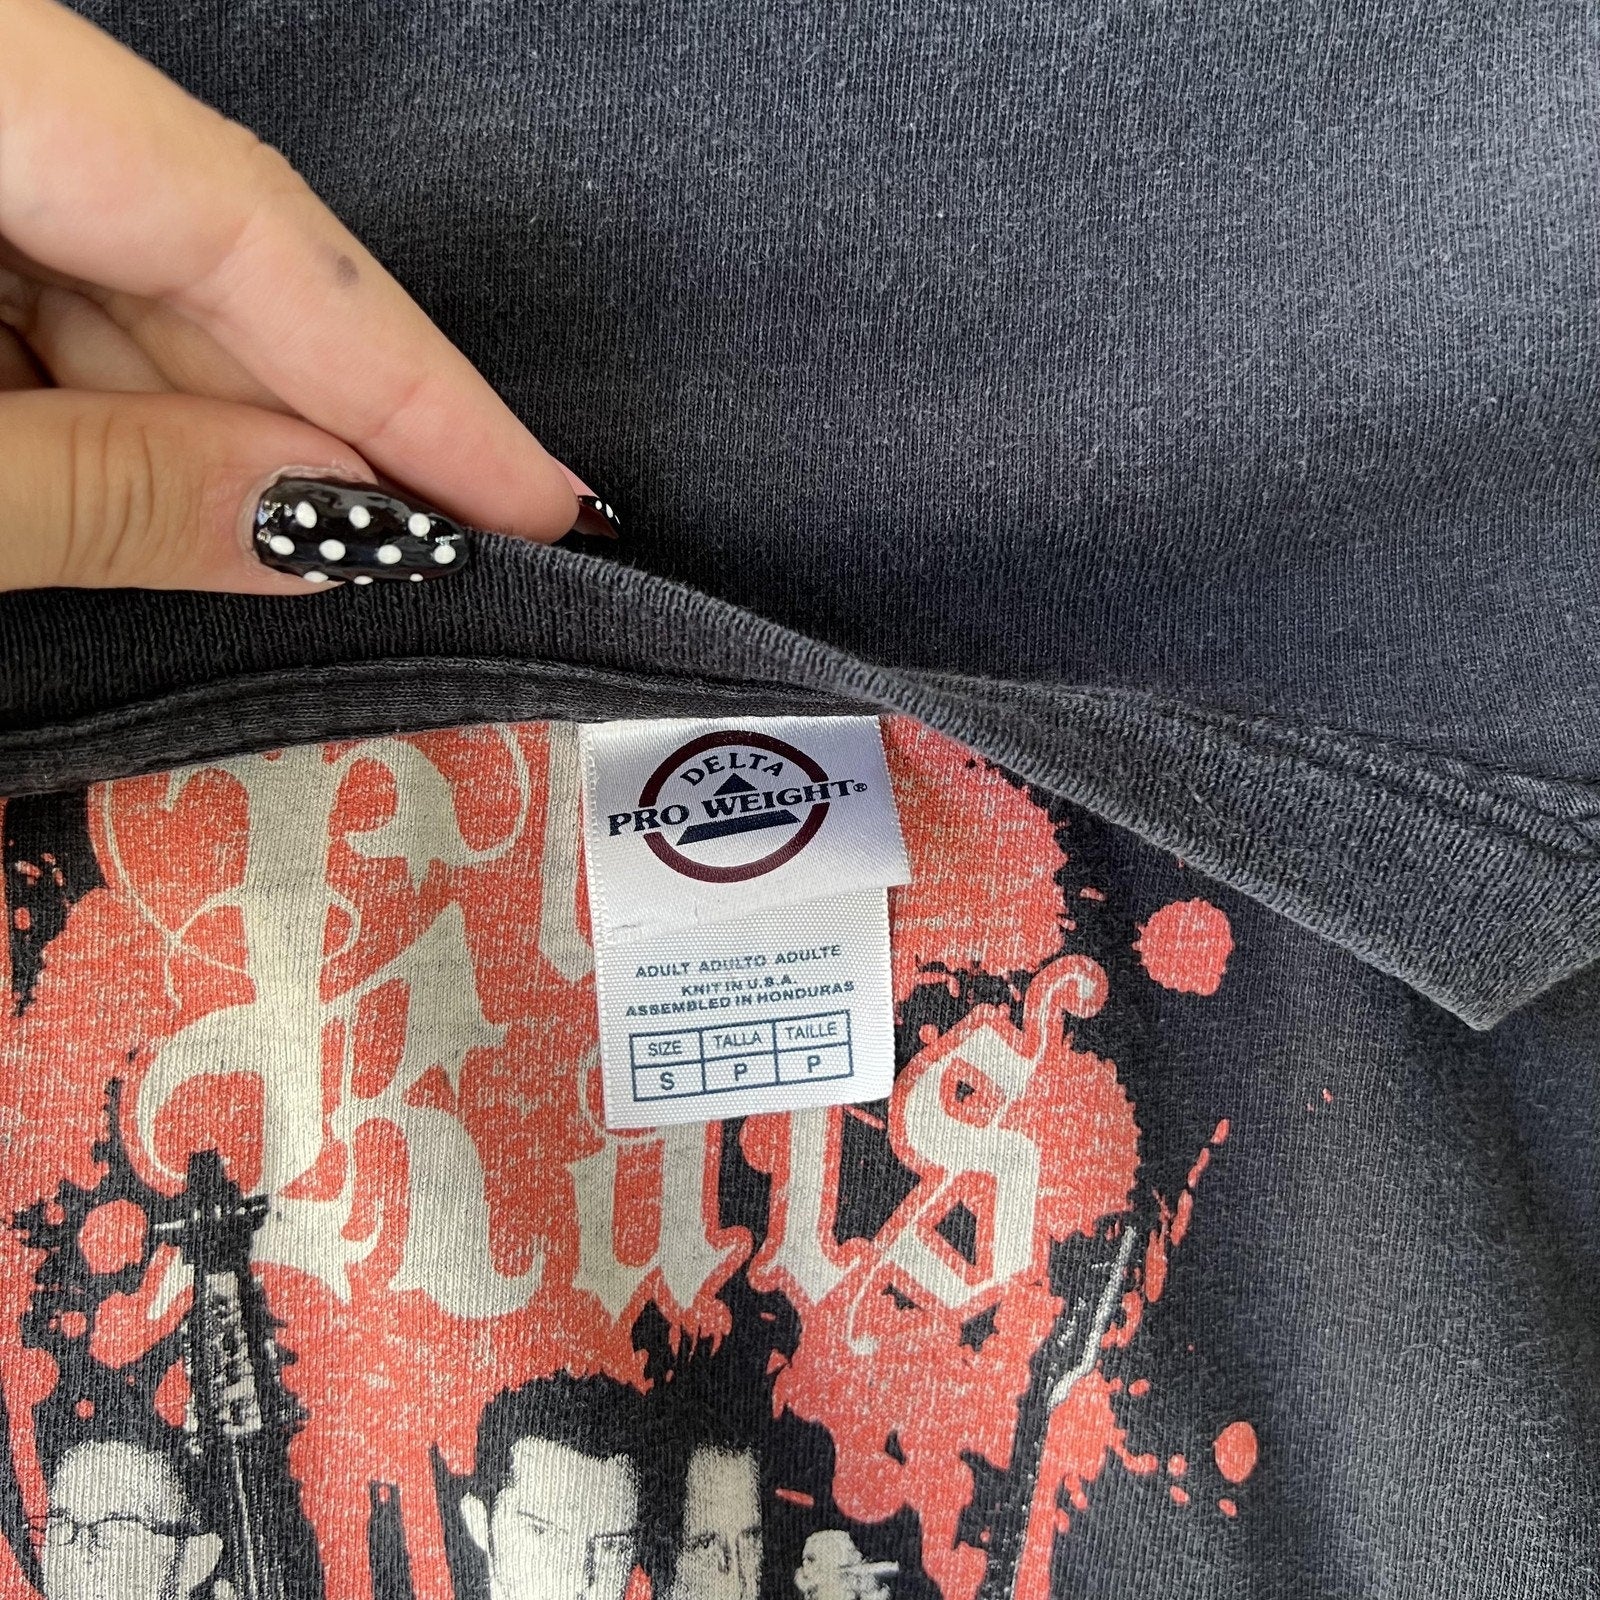 DELTA
PRO WEIGHT®
ADULT ADULTO ADULTE
KNIT IN U.S.A.
ASSEMBLED IN HONDURAS
SIZE TALLA TAILLE
S P P